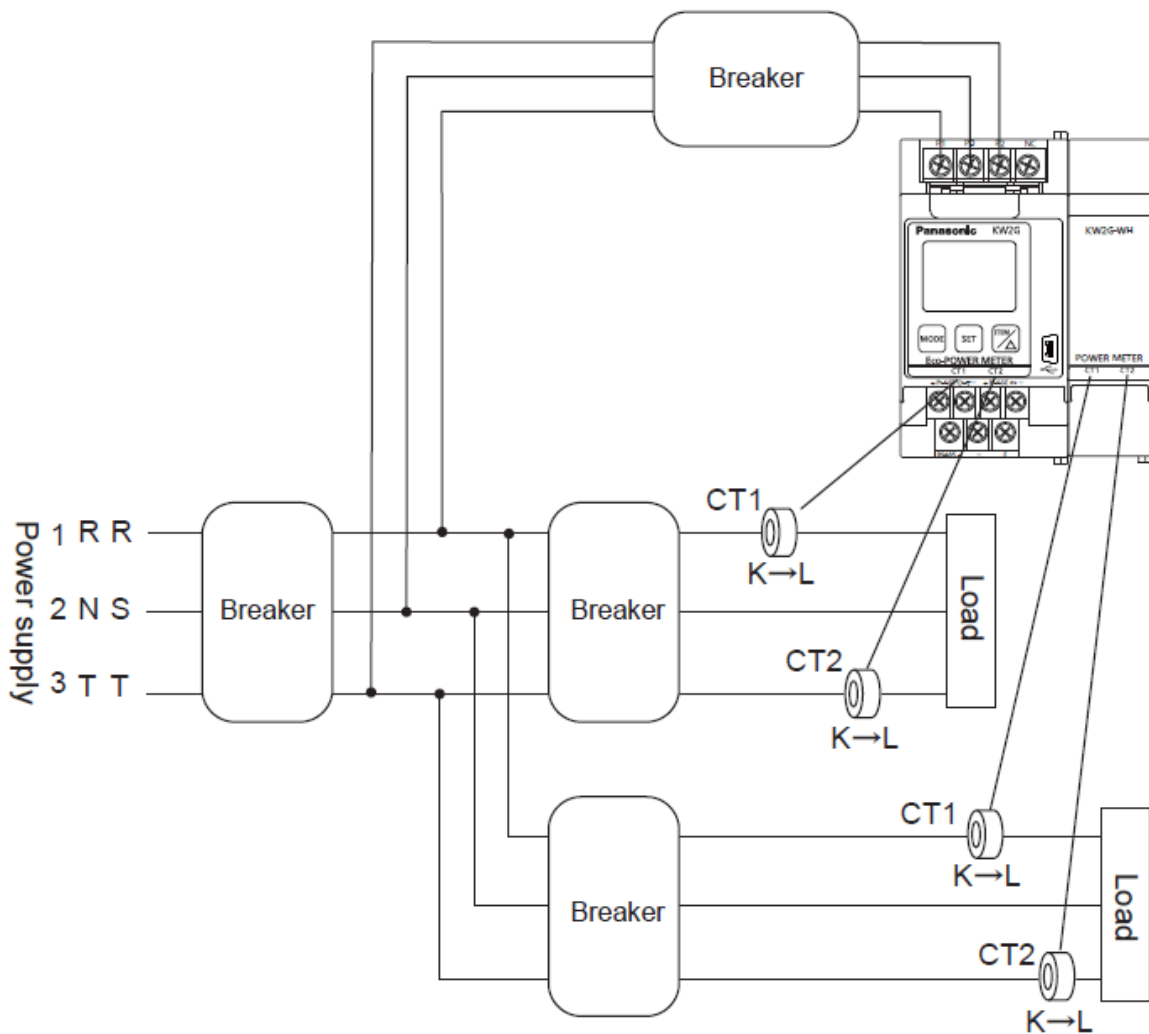 Breaker
P1 P0 P2 NC
Panasonic KW2G
KW2G-WH
MODE SET ITEM
Eco-POWER METER
CT1 CT2
POWER METER
CT1 CT2
CT1
K→L
Power supply
1 R R
2 N S
3 T T
Breaker
Breaker
Load
CT2
K→L
CT1
K→L
Breaker
Load
CT2
K→L